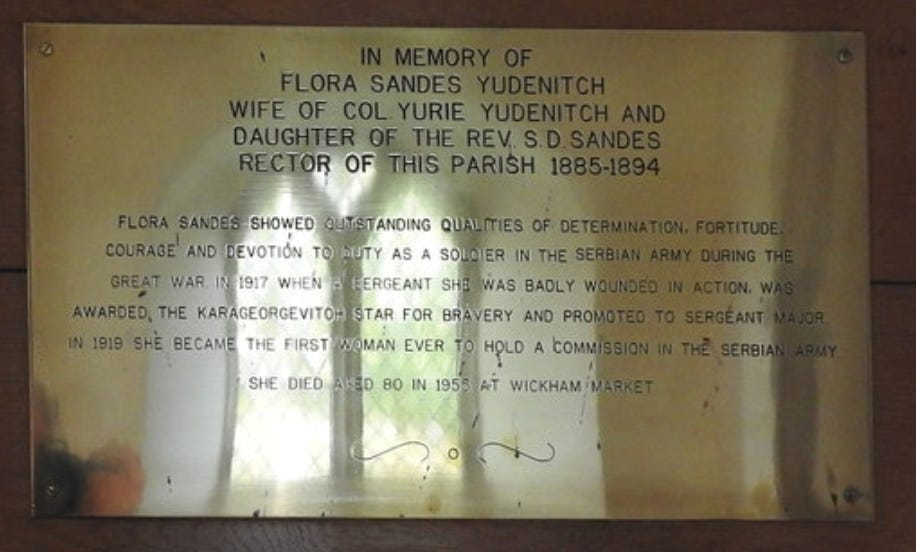 IN MEMORY OF
FLORA SANDES YUDENITCH
WIFE OF COL. YURIE YUDENITCH AND
DAUGHTER OF THE REV. S.D. SANDES
RECTOR OF THIS PARISH 1885-1894
FLORA SANDES SHOWED OUTSTANDING QUALITIES OF DETERMINATION, FORTITUDE,
COURAGE AND DEVOTION TO DUTY AS A SOLDIER IN THE SERBIAN ARMY DURING THE
GREAT WAR. IN 1917 WHEN A SERGEANT SHE WAS BADLY WOUNDED IN ACTION, WAS
AWARDED THE KARAGEORGEVITCH STAR FOR BRAVERY AND PROMOTED TO SERGEANT MAJOR.
IN 1919 SHE BECAME THE FIRST WOMAN EVER TO HOLD A COMMISSION IN THE SERBIAN ARMY.
SHE DIED AGED 80 IN 1955 AT WICKHAM MARKET